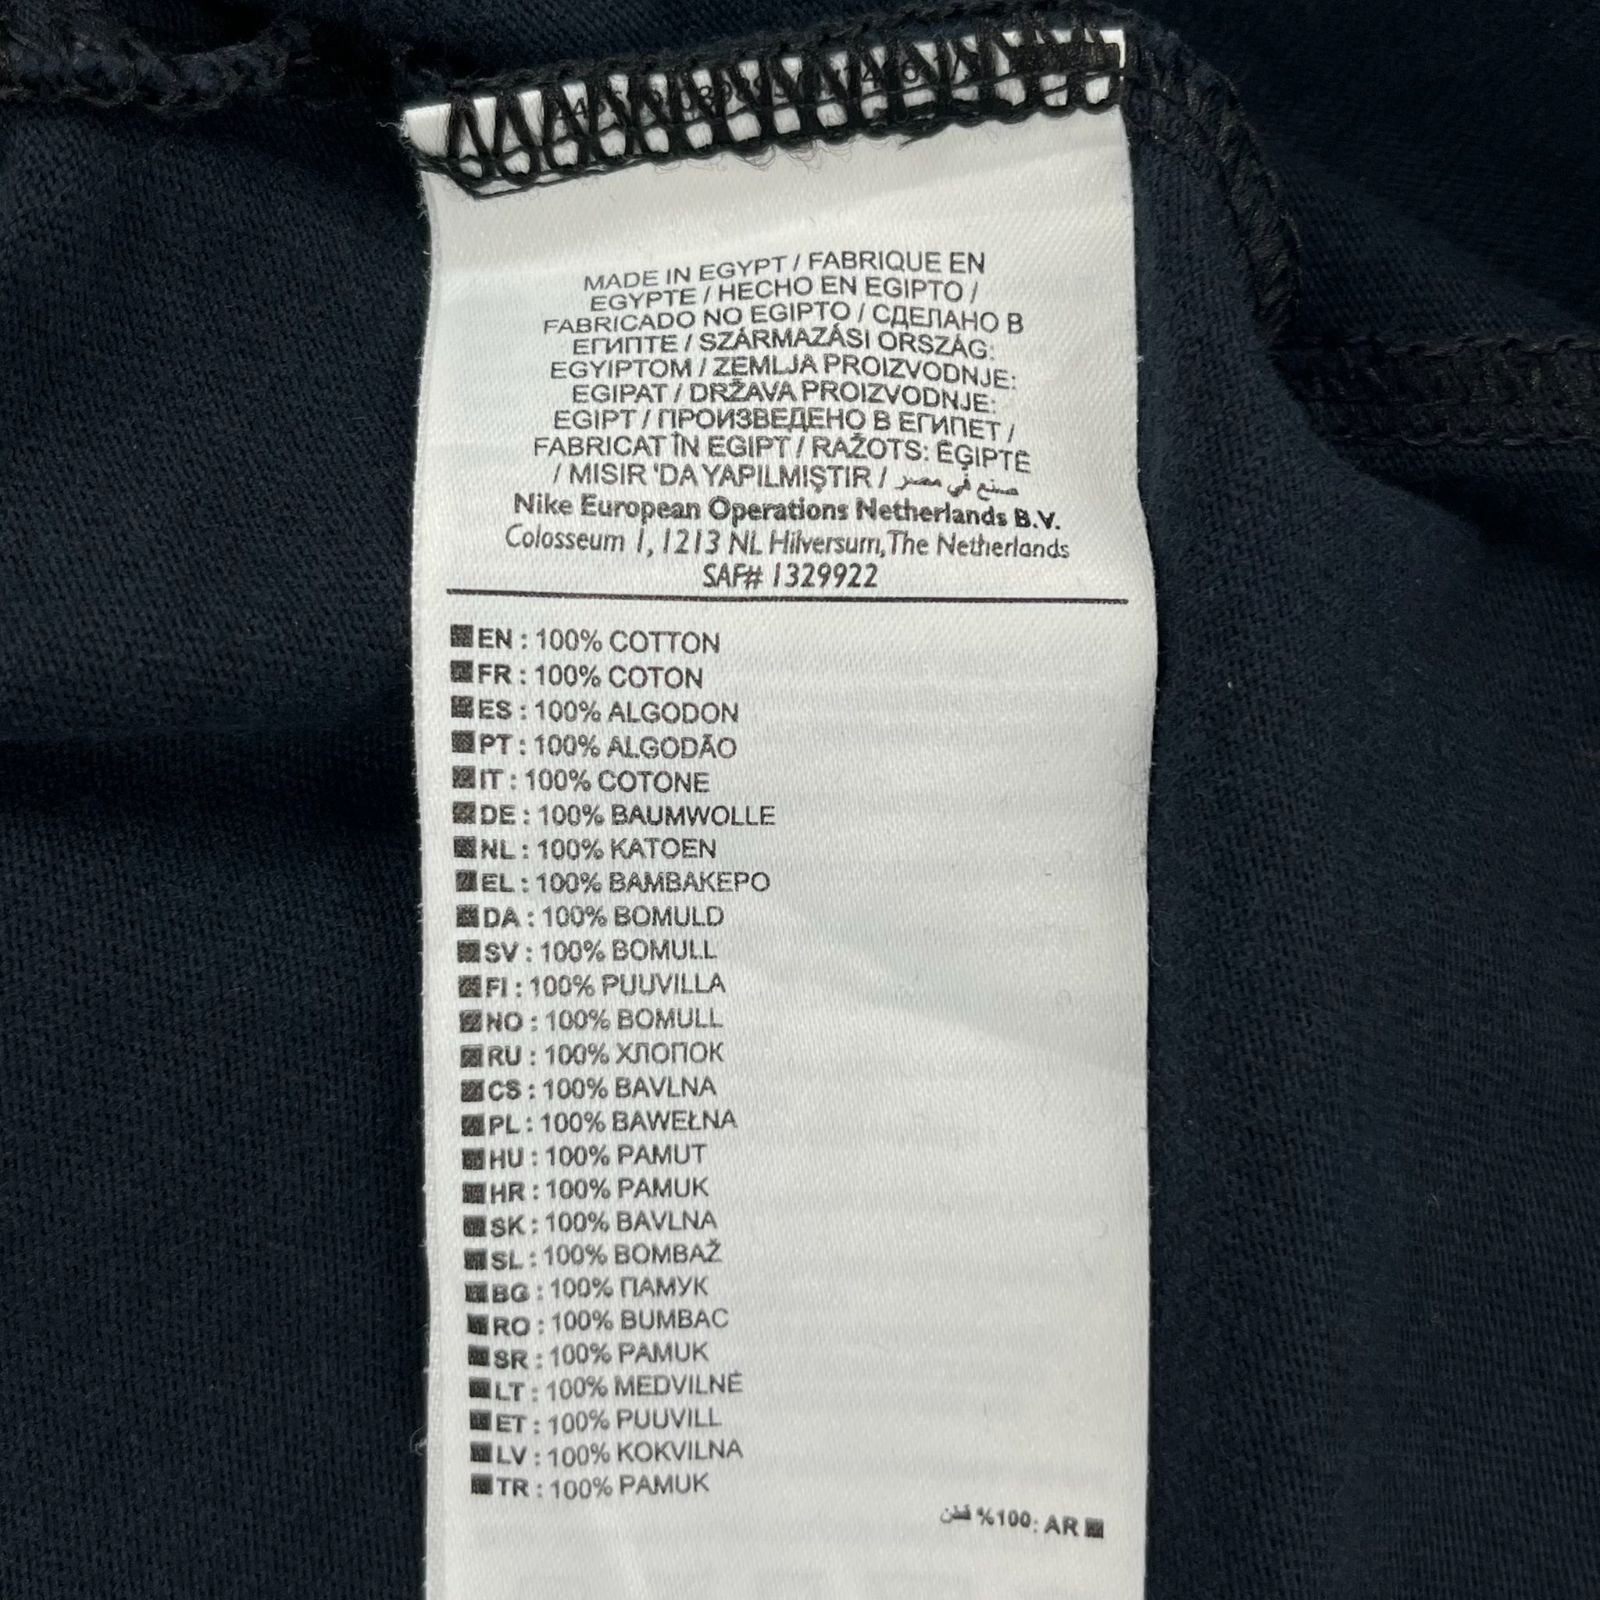 MADE IN EGYPT / FABRIQUE EN
EGYPTE / HECHO EN EGIPTO /
FABRICADO NO EGIPTO / СДЕЛАНО В
ЕГИПТЕ / SZÁRMAZÁSI ORSZÁG:
EGYIPTOM / ZEMLJA PROIZVODNJE:
EGIPAT / DRŽAVA PROIZVODNJE:
EGIPT / ПРОИЗВЕДЕНО В ЕГИПЕТ /
FABRICAT ÎN EGIPT / RAŽOTS: ĒĢIPTĒ
/ MISIR 'DA YAPILMIŞTIR / صنع في مصر
Nike European Operations Netherlands B.V.
Colosseum 1, 1213 NL Hilversum, The Netherlands
SAF# 1329922
EN : 100% COTTON
FR : 100% COTON
ES : 100% ALGODON
PT : 100% ALGODÃO
IT : 100% COTONE
DE : 100% BAUMWOLLE
NL : 100% KATOEN
EL : 100% ΒΑΜΒΑΚΕΡΟ
DA : 100% BOMULD
SV : 100% BOMULL
FI : 100% PUUVILLA
NO : 100% BOMULL
RU : 100% ХЛОПОК
CS : 100% BAVLNA
PL : 100% BAWEŁNA
HU : 100% PAMUT
HR : 100% PAMUK
SK : 100% BAVLNA
SL : 100% BOMBAŽ
BG : 100% ПАМУК
RO : 100% BUMBAC
SR : 100% PAMUK
LT : 100% MEDVILNĖ
ET : 100% PUUVILL
LV : 100% KOKVILNA
TR : 100% PAMUK
AR :100% قطن